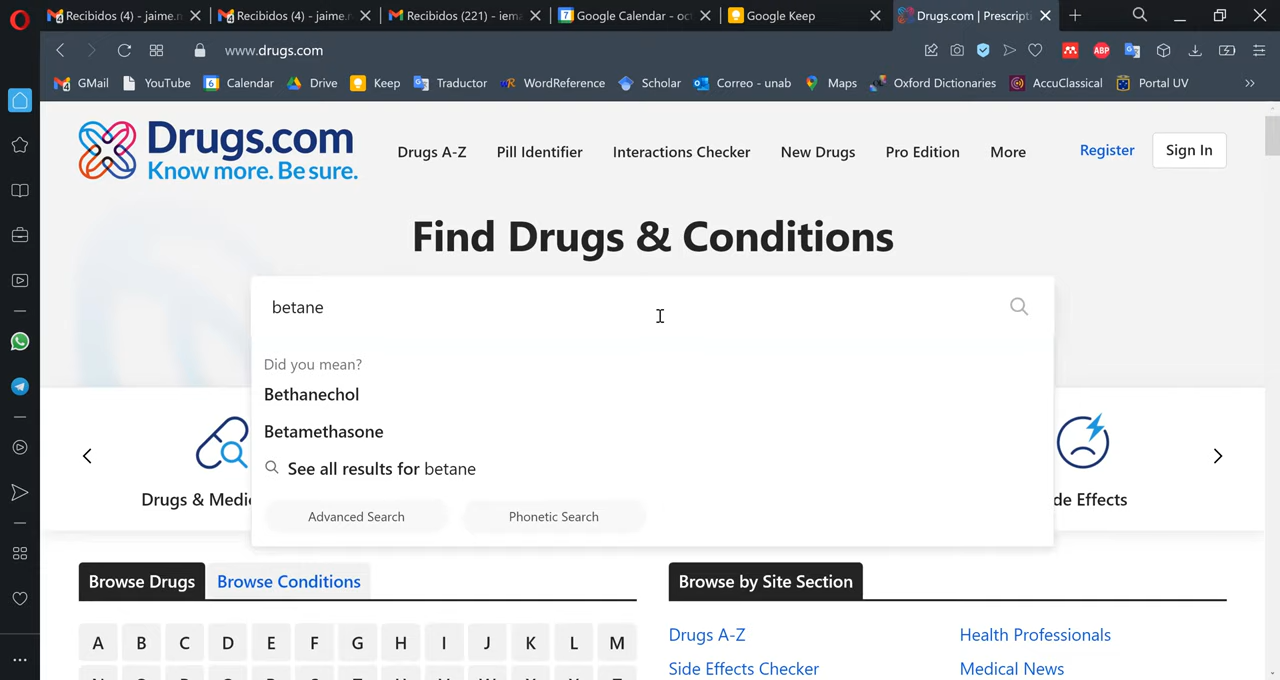 Recibidos (4) - jaime.r
Recibidos (4) - jaime.r
Recibidos (221) - iema
Google Calendar - oct
Google Keep
Drugs.com | Prescripti
www.drugs.com
GMail
YouTube
Calendar
Drive
Keep
Traductor
WordReference
Scholar
Correo - unab
Maps
Oxford Dictionaries
AccuClassical
Portal UV
Drugs.com
Know more. Be sure.
Drugs A-Z
Pill Identifier
Interactions Checker
New Drugs
Pro Edition
More
Register
Sign In
Find Drugs & Conditions
betane
Did you mean?
Bethanechol
Betamethasone
See all results for betane
Advanced Search
Phonetic Search
Drugs & Medic
de Effects
Browse Drugs
Browse Conditions
A B C D E F G H I J K L M
Browse by Site Section
Drugs A-Z
Health Professionals
Side Effects Checker
Medical News